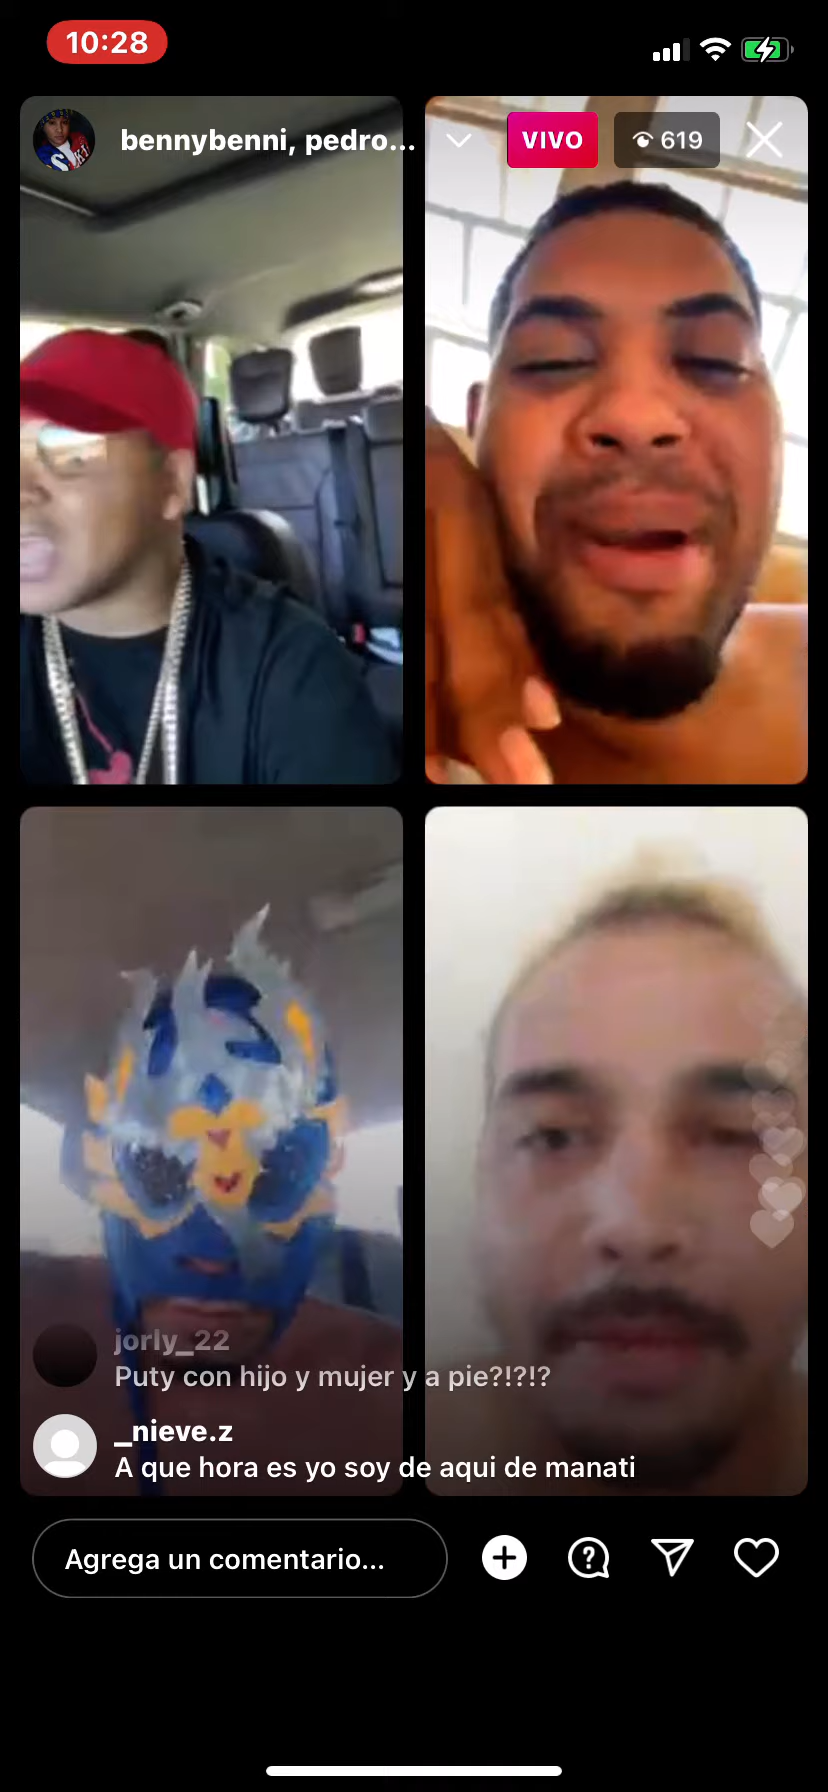 10:28
bennybenni, pedro...
VIVO
619
jorly_22
Puty con hijo y mujer y a pie?!?!?
_nieve.z
A que hora es yo soy de aqui de manati
Agrega un comentario...